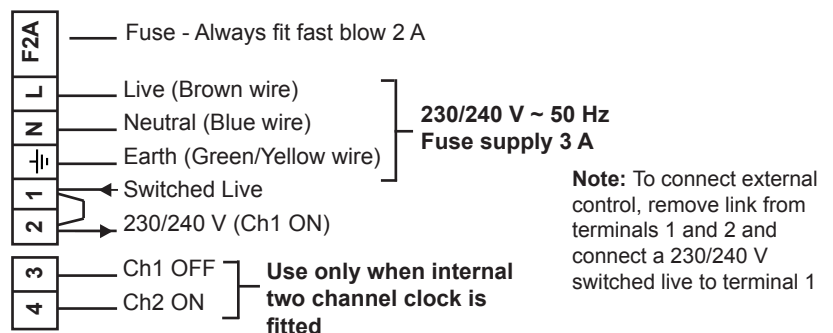 F2A Fuse - Always fit fast blow 2 A
L Live (Brown wire)
N Neutral (Blue wire)
Earth (Green/Yellow wire)
230/240 V ~ 50 Hz
Fuse supply 3 A
1 Switched Live
2 230/240 V (Ch1 ON)
Note: To connect external
control, remove link from
terminals 1 and 2 and
connect a 230/240 V
switched live to terminal 1
3 Ch1 OFF
4 Ch2 ON
Use only when internal
two channel clock is
fitted